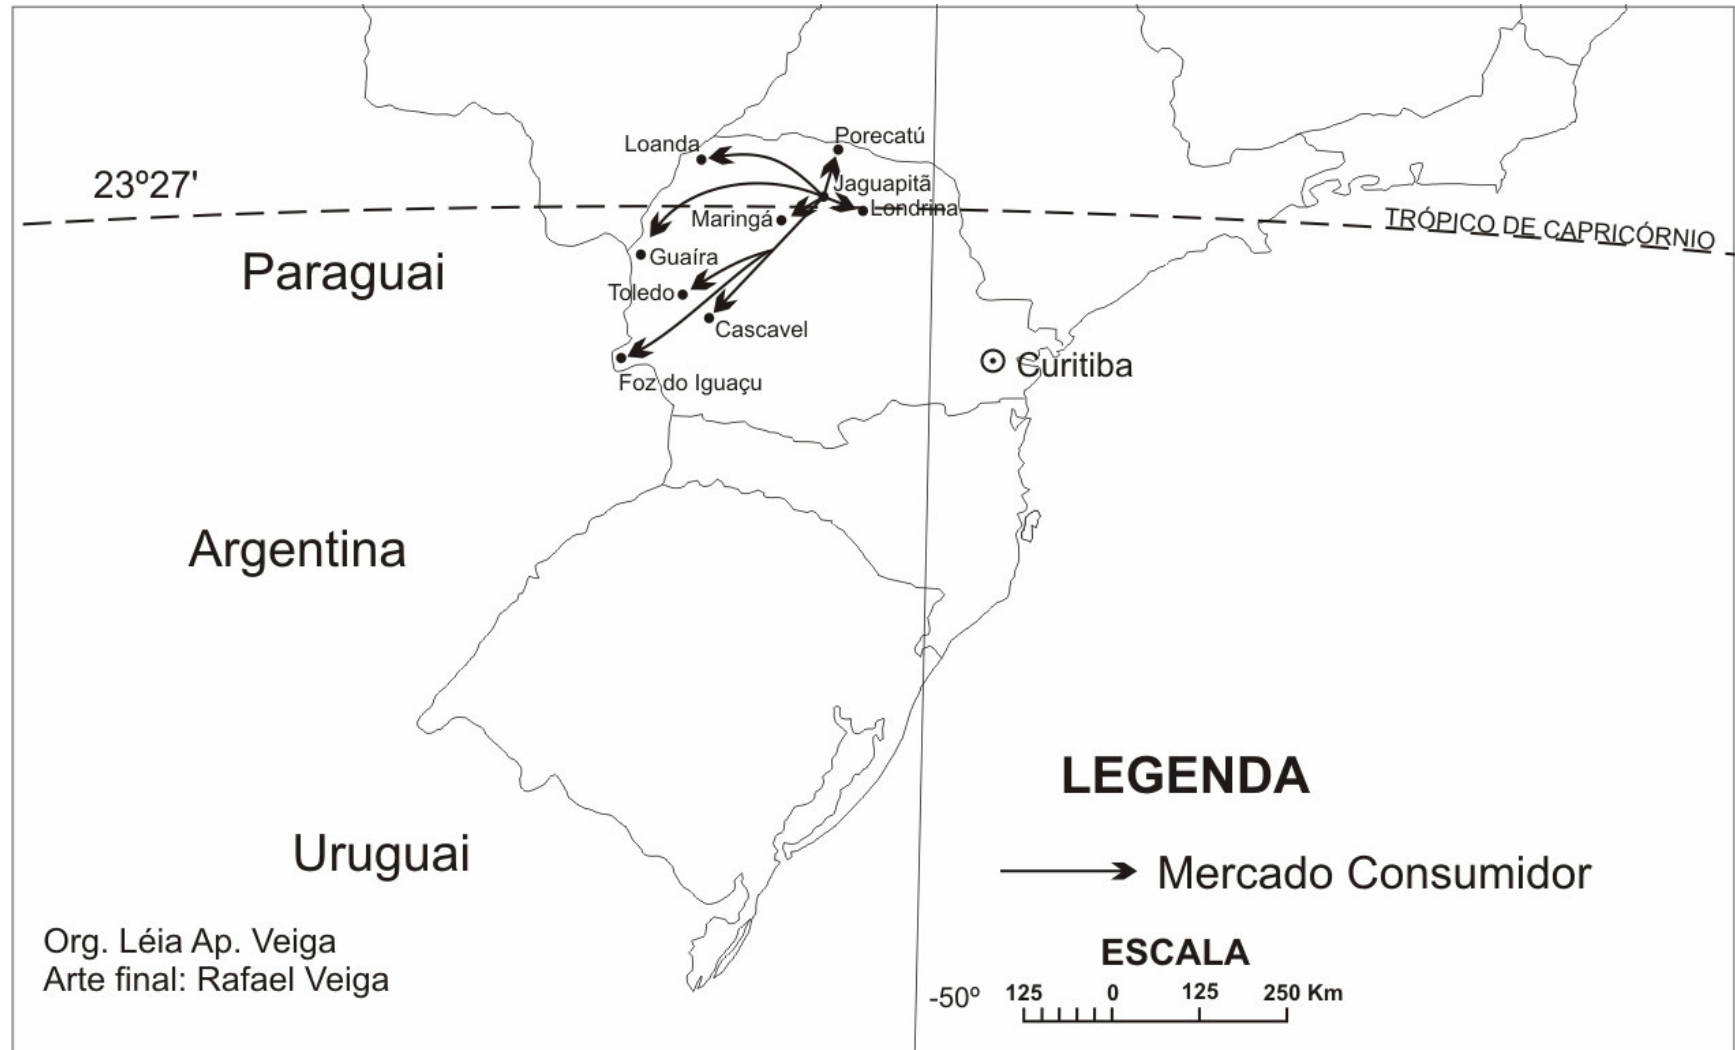 Porecatú
Loanda
Jaguapitã
23º27'
Londrina
Maringá
TRÓPICO DE CAPRICÓRNIO
Paraguai
Guaíra
Toledo
Cascavel
Curitiba
Foz do Iguaçu
Argentina
LEGENDA
Uruguai
Mercado Consumidor
Org. Léia Ap. Veiga
Arte final: Rafael Veiga
ESCALA
-50º
125 0 125 250 Km